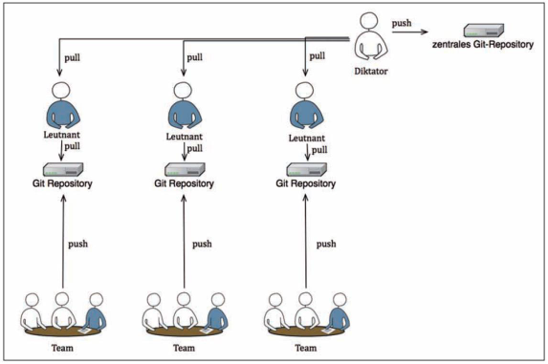 push
zentrales Git-Repository
Diktator
pull
pull
pull
Leutnant
Leutnant
Leutnant
pull
pull
pull
Git Repository
Git Repository
Git Repository
push
push
push
Team
Team
Team